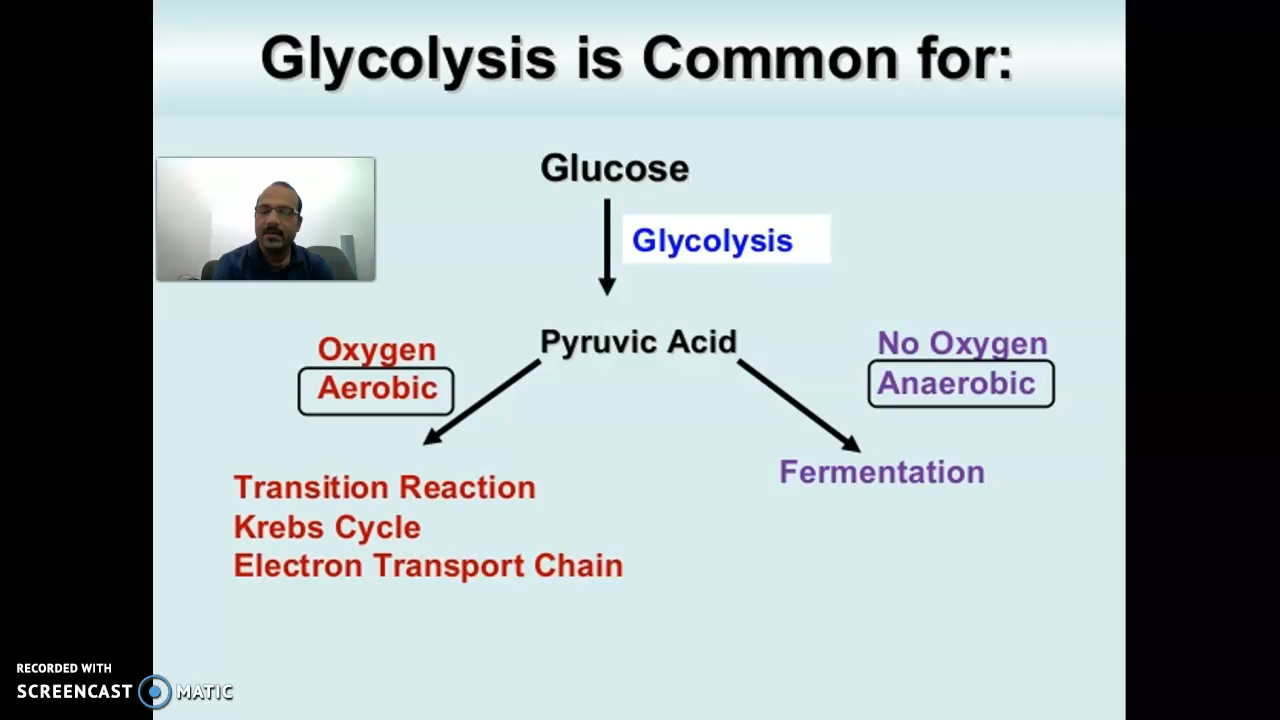 Glycolysis is Common for:
Glucose
Glycolysis
Pyruvic Acid
Oxygen
Aerobic
No Oxygen
Anaerobic
Transition Reaction
Krebs Cycle
Electron Transport Chain
Fermentation
RECORDED WITH
SCREENCAST MATIC